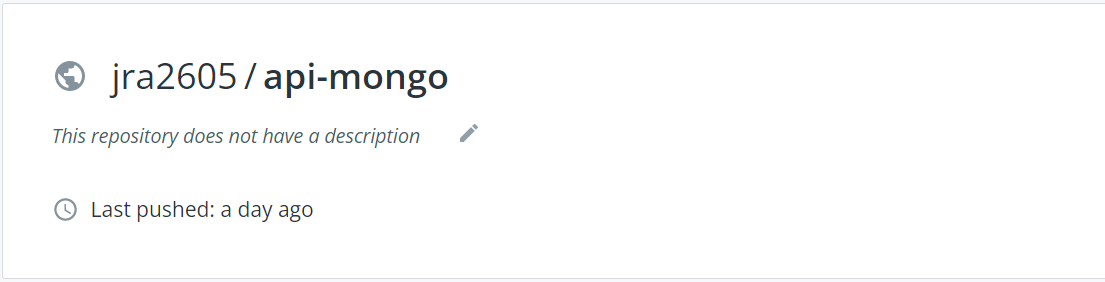 jra2605 / api-mongo
This repository does not have a description
Last pushed: a day ago